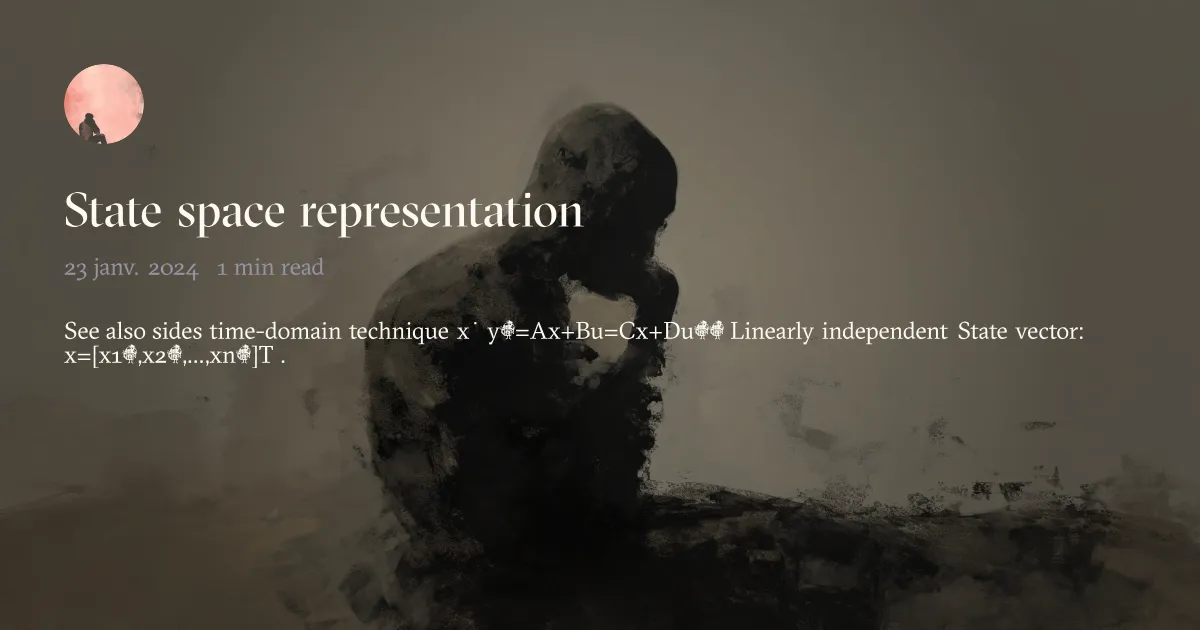 State space representation
23 janv. 2024 1 min read
See also sides time-domain technique x˙ y=Ax+Bu=Cx+Du Linearly independent State vector:
x=[x1,x2,...,xn]T .